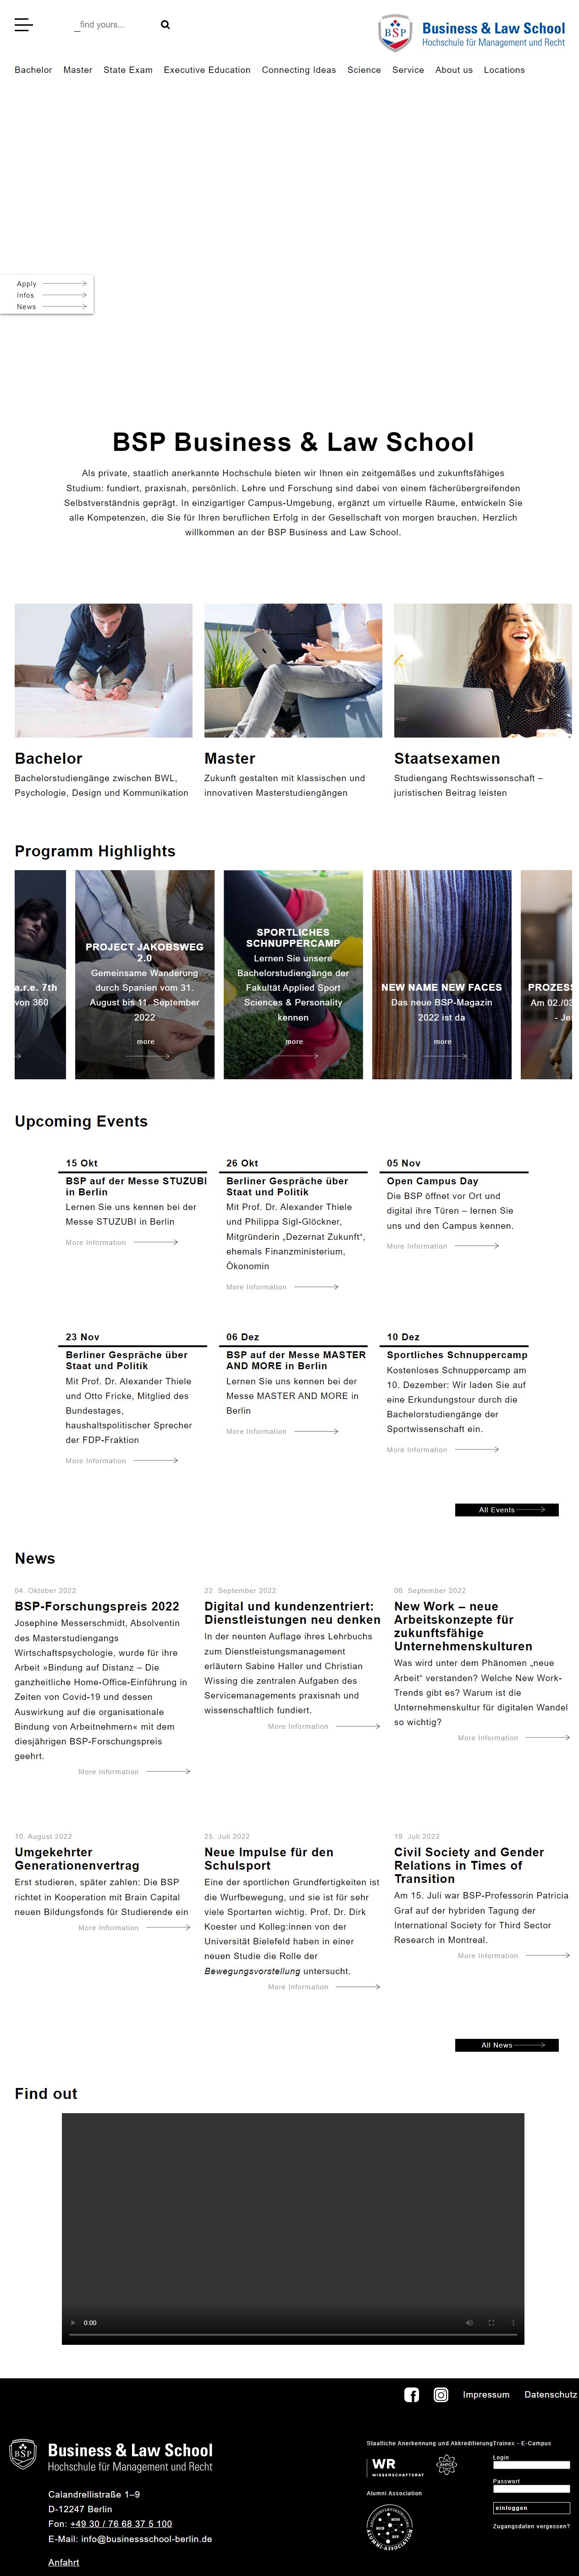 _find yours...
BSP
Business & Law School
Hochschule für Management und Recht
Bachelor Master State Exam Executive Education Connecting Ideas Science Service About us Locations
Apply
Infos
News
BSP Business & Law School
Als private, staatlich anerkannte Hochschule bieten wir Ihnen ein zeitgemäßes und zukunftsfähiges
Studium: fundiert, praxisnah, persönlich. Lehre und Forschung sind dabei von einem fächerübergreifenden
Selbstverständnis geprägt. In einzigartiger Campus-Umgebung, ergänzt um virtuelle Räume, entwickeln Sie
alle Kompetenzen, die Sie für Ihren beruflichen Erfolg in der Gesellschaft von morgen brauchen. Herzlich
willkommen an der BSP Business and Law School.
Bachelor
Bachelorstudiengänge zwischen BWL,
Psychologie, Design und Kommunikation
Master
Zukunft gestalten mit klassischen und
innovativen Masterstudiengängen
Staatsexamen
Studiengang Rechtswissenschaft –
juristischen Beitrag leisten
Programm Highlights
a.r.e. 7th
von 360
PROJECT JAKOBSWEG
2.0
Gemeinsame Wanderung
durch Spanien vom 31.
August bis 11. September
2022
more
SPORTLICHES
SCHNUPPERCAMP
Lernen Sie unsere
Bachelorstudiengänge der
Fakultät Applied Sport
Sciences & Personality
kennen
more
NEW NAME NEW FACES
Das neue BSP-Magazin
2022 ist da
more
PROZESS
Am 02./03
- Jet
Upcoming Events
15 Okt
BSP auf der Messe STUZUBI
in Berlin
Lernen Sie uns kennen bei der
Messe STUZUBI in Berlin
More Information
26 Okt
Berliner Gespräche über
Staat und Politik
Mit Prof. Dr. Alexander Thiele
und Philippa Sigl-Glöckner,
Mitgründerin „Dezernat Zukunft“,
ehemals Finanzministerium,
Ökonomin
More Information
05 Nov
Open Campus Day
Die BSP öffnet vor Ort und
digital ihre Türen – lernen Sie
uns und den Campus kennen.
More Information
23 Nov
Berliner Gespräche über
Staat und Politik
Mit Prof. Dr. Alexander Thiele
und Otto Fricke, Mitglied des
Bundestages,
haushaltspolitischer Sprecher
der FDP-Fraktion
More Information
06 Dez
BSP auf der Messe MASTER
AND MORE in Berlin
Lernen Sie uns kennen bei der
Messe MASTER AND MORE in
Berlin
More Information
10 Dez
Sportliches Schnuppercamp
Kostenloses Schnuppercamp am
10. Dezember: Wir laden Sie auf
eine Erkundungstour durch die
Bachelorstudiengänge der
Sportwissenschaft ein.
More Information
All Events
News
04. Oktober 2022
BSP-Forschungspreis 2022
Josephine Messerschmidt, Absolventin
des Masterstudiengangs
Wirtschaftspsychologie, wurde für ihre
Arbeit »Bindung auf Distanz – Die
ganzheitliche Home-Office-Einführung in
Zeiten von Covid-19 und dessen
Auswirkung auf die organisationale
Bindung von Arbeitnehmern« mit dem
diesjährigen BSP-Forschungspreis
geehrt.
More Information
22. September 2022
Digital und kundenzentriert:
Dienstleistungen neu denken
In der neunten Auflage ihres Lehrbuchs
zum Dienstleistungsmanagement
erläutern Sabine Haller und Christian
Wissing die zentralen Aufgaben des
Servicemanagements praxisnah und
wissenschaftlich fundiert.
More Information
06. September 2022
New Work – neue
Arbeitskonzepte für
zukunftsfähige
Unternehmenskulturen
Was wird unter dem Phänomen „neue
Arbeit“ verstanden? Welche New Work-
Trends gibt es? Warum ist die
Unternehmenskultur für digitalen Wandel
so wichtig?
More Information
10. August 2022
Umgekehrter
Generationenvertrag
Erst studieren, später zahlen: Die BSP
richtet in Kooperation mit Brain Capital
neuen Bildungsfonds für Studierende ein
More Information
25. Juli 2022
Neue Impulse für den
Schulsport
Eine der sportlichen Grundfertigkeiten ist
die Wurfbewegung, und sie ist für sehr
viele Sportarten wichtig. Prof. Dr. Dirk
Koester und Kolleg:innen von der
Universität Bielefeld haben in einer
neuen Studie die Rolle der
Bewegungsvorstellung untersucht.
More Information
19. Juli 2022
Civil Society and Gender
Relations in Times of
Transition
Am 15. Juli war BSP-Professorin Patricia
Graf auf der hybriden Tagung der
International Society for Third Sector
Research in Montreal.
More Information
All News
Find out
0:00
Impressum Datenschutz
BSP
Business & Law School
Hochschule für Management und Recht
Calandrellistraße 1–9
D-12247 Berlin
Fon: +49 30 / 76 68 37 5 100
E-Mail: info@businessschool-berlin.de
Anfahrt
Staatliche Anerkennung und Akkreditierung
WR
WISSENSCHAFTSRAT
AHPGS
Alumni Association
ALUMNI-ASSOCIATION
MSB
MSH
BSP
Trainex - E-Campus
Login
Passwort
einloggen
Zugangsdaten vergessen?